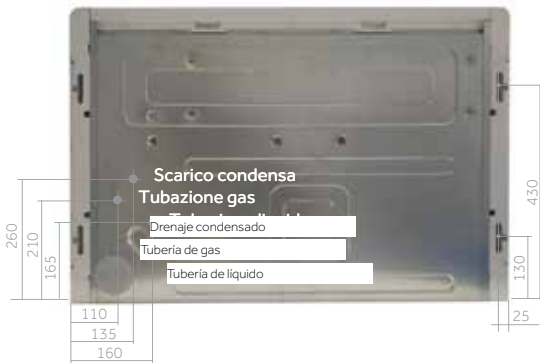 Scarico condensa
Tubazione gas
Drenaje condensado
Tubería de gas
Tubería de líquido
260
210
165
430
130
110
135
160
25